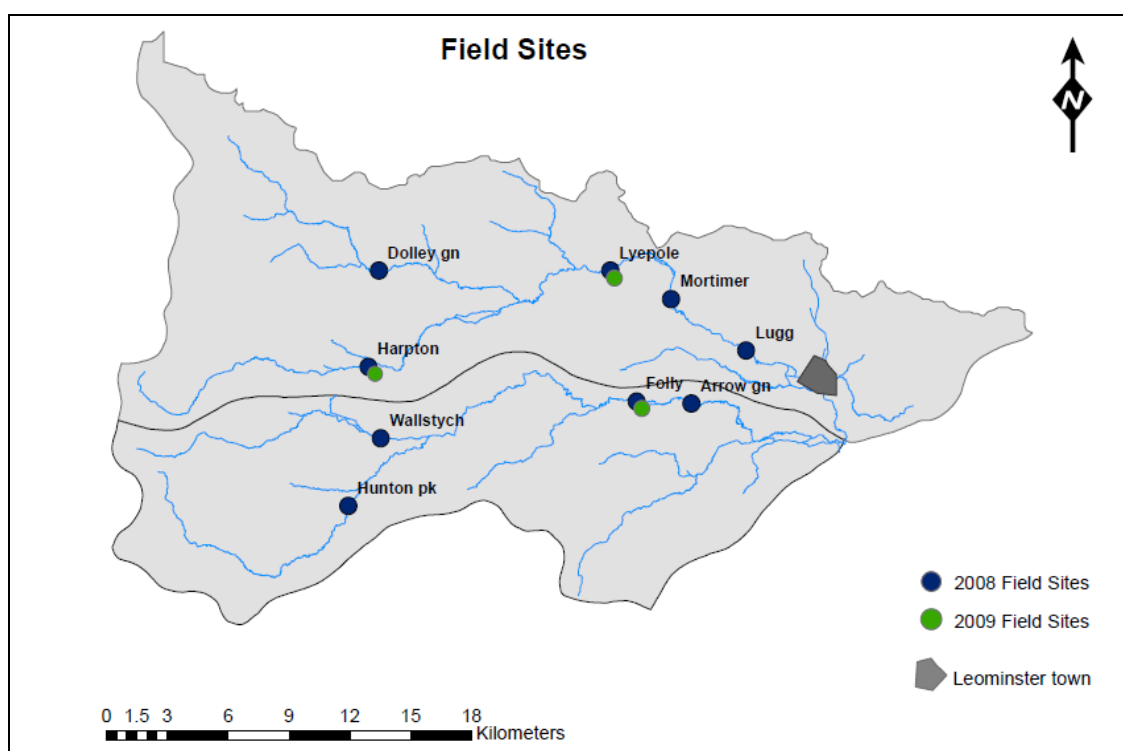 Field Sites
N
Dolley gn
Lyepole
Mortimer
Lugg
Harpton
Folly
Arrow gn
Wallstych
Hunton pk
2008 Field Sites
2009 Field Sites
Leominster town
0 1.5 3 6 9 12 15 18
Kilometers